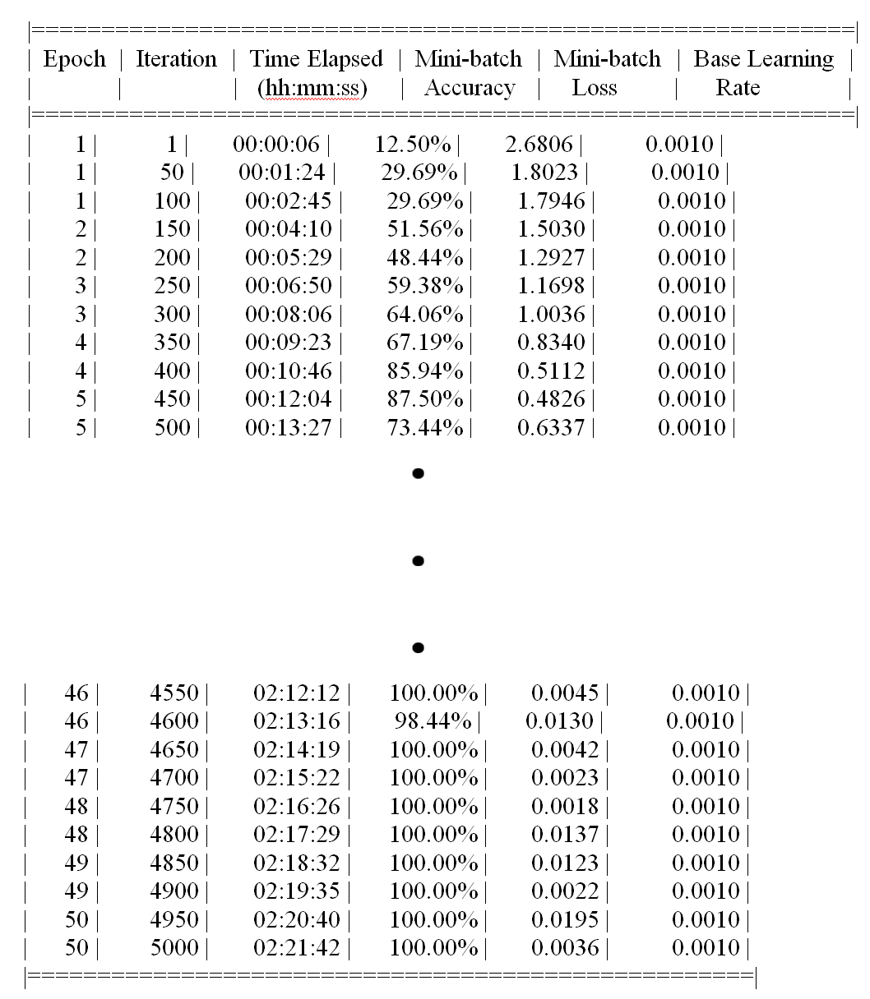 |==========================================================|
| Epoch | Iteration | Time Elapsed | Mini-batch | Mini-batch | Base Learning |
| | | (hh:mm:ss) | Accuracy | Loss | Rate |
|==========================================================|
| 1 | 1 | 00:00:06 | 12.50% | 2.6806 | 0.0010 |
| 1 | 50 | 00:01:24 | 29.69% | 1.8023 | 0.0010 |
| 1 | 100 | 00:02:45 | 29.69% | 1.7946 | 0.0010 |
| 2 | 150 | 00:04:10 | 51.56% | 1.5030 | 0.0010 |
| 2 | 200 | 00:05:29 | 48.44% | 1.2927 | 0.0010 |
| 3 | 250 | 00:06:50 | 59.38% | 1.1698 | 0.0010 |
| 3 | 300 | 00:08:06 | 64.06% | 1.0036 | 0.0010 |
| 4 | 350 | 00:09:23 | 67.19% | 0.8340 | 0.0010 |
| 4 | 400 | 00:10:46 | 85.94% | 0.5112 | 0.0010 |
| 5 | 450 | 00:12:04 | 87.50% | 0.4826 | 0.0010 |
| 5 | 500 | 00:13:27 | 73.44% | 0.6337 | 0.0010 |
•
•
•
| 46 | 4550 | 02:12:12 | 100.00% | 0.0045 | 0.0010 |
| 46 | 4600 | 02:13:16 | 98.44% | 0.0130 | 0.0010 |
| 47 | 4650 | 02:14:19 | 100.00% | 0.0042 | 0.0010 |
| 47 | 4700 | 02:15:22 | 100.00% | 0.0023 | 0.0010 |
| 48 | 4750 | 02:16:26 | 100.00% | 0.0018 | 0.0010 |
| 48 | 4800 | 02:17:29 | 100.00% | 0.0137 | 0.0010 |
| 49 | 4850 | 02:18:32 | 100.00% | 0.0123 | 0.0010 |
| 49 | 4900 | 02:19:35 | 100.00% | 0.0022 | 0.0010 |
| 50 | 4950 | 02:20:40 | 100.00% | 0.0195 | 0.0010 |
| 50 | 5000 | 02:21:42 | 100.00% | 0.0036 | 0.0010 |
|===================================================|